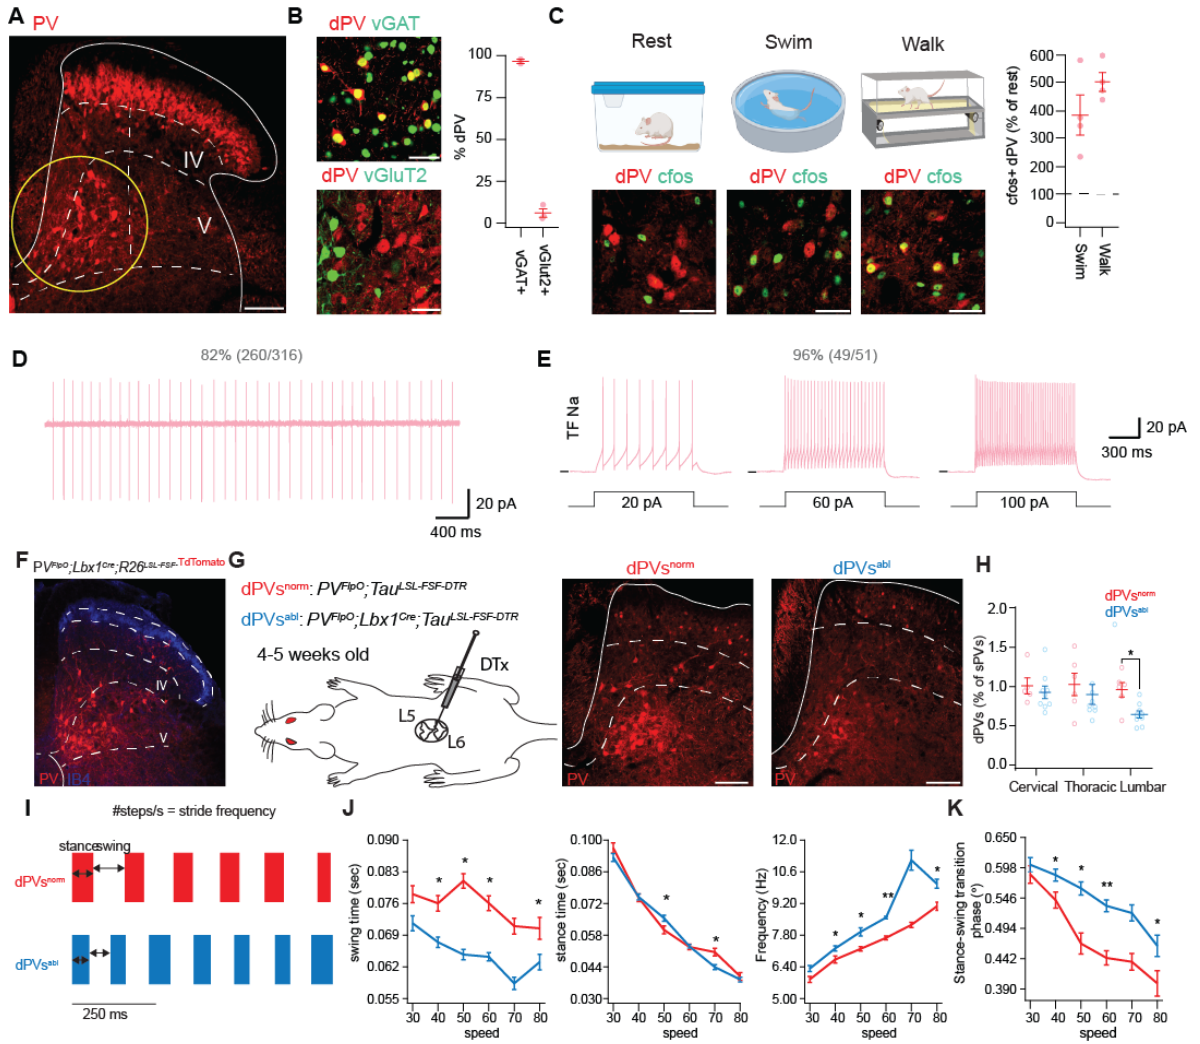 A
PV
IV
V
B
dPV vGAT
dPV vGluT2
100
75
50
25
0
% dPV
vGAT+
vGlut2+
C
Rest
Swim
Walk
dPV cfos
dPV cfos
dPV cfos
600
500
400
300
200
100
0
cfos+ dPV (% of rest)
Swim
Walk
D
82% (260/316)
20 pA
400 ms
E
96% (49/51)
TF Na
20 pA
300 ms
20 pA
60 pA
100 pA
F
PVFlpO;Lbx1Cre;R26LSL-FSF-TdTomato
IV
V
PV IB4
G
dPVsnorm: PVFlpO;TauLSL-FSF-DTR
dPVsabl: PVFlpO;Lbx1Cre;TauLSL-FSF-DTR
4-5 weeks old
DTx
L5
L6
dPVsnorm
dPVsabl
PV
PV
H
dPVsnorm
dPVsabl
2.0
1.5
1.0
0.5
0.0
dPVs (% of sPVs)
*
Cervical Thoracic Lumbar
I
#steps/s = stride frequency
stance swing
dPVsnorm
dPVsabl
250 ms
J
0.090
0.083
0.076
0.069
0.062
0.055
swing time (sec)
* * * *
30 40 50 60 70 80
speed
0.100
0.086
0.072
0.058
0.044
0.030
stance time (sec)
* *
30 40 50 60 70 80
speed
12.0
10.6
9.20
7.80
6.40
5.00
Frequency (Hz)
* * ** *
30 40 50 60 70 80
speed
K
0.650
0.598
0.546
0.494
0.442
0.390
Stance-swing transition
phase (°)
* * ** *
30 40 50 60 70 80
speed